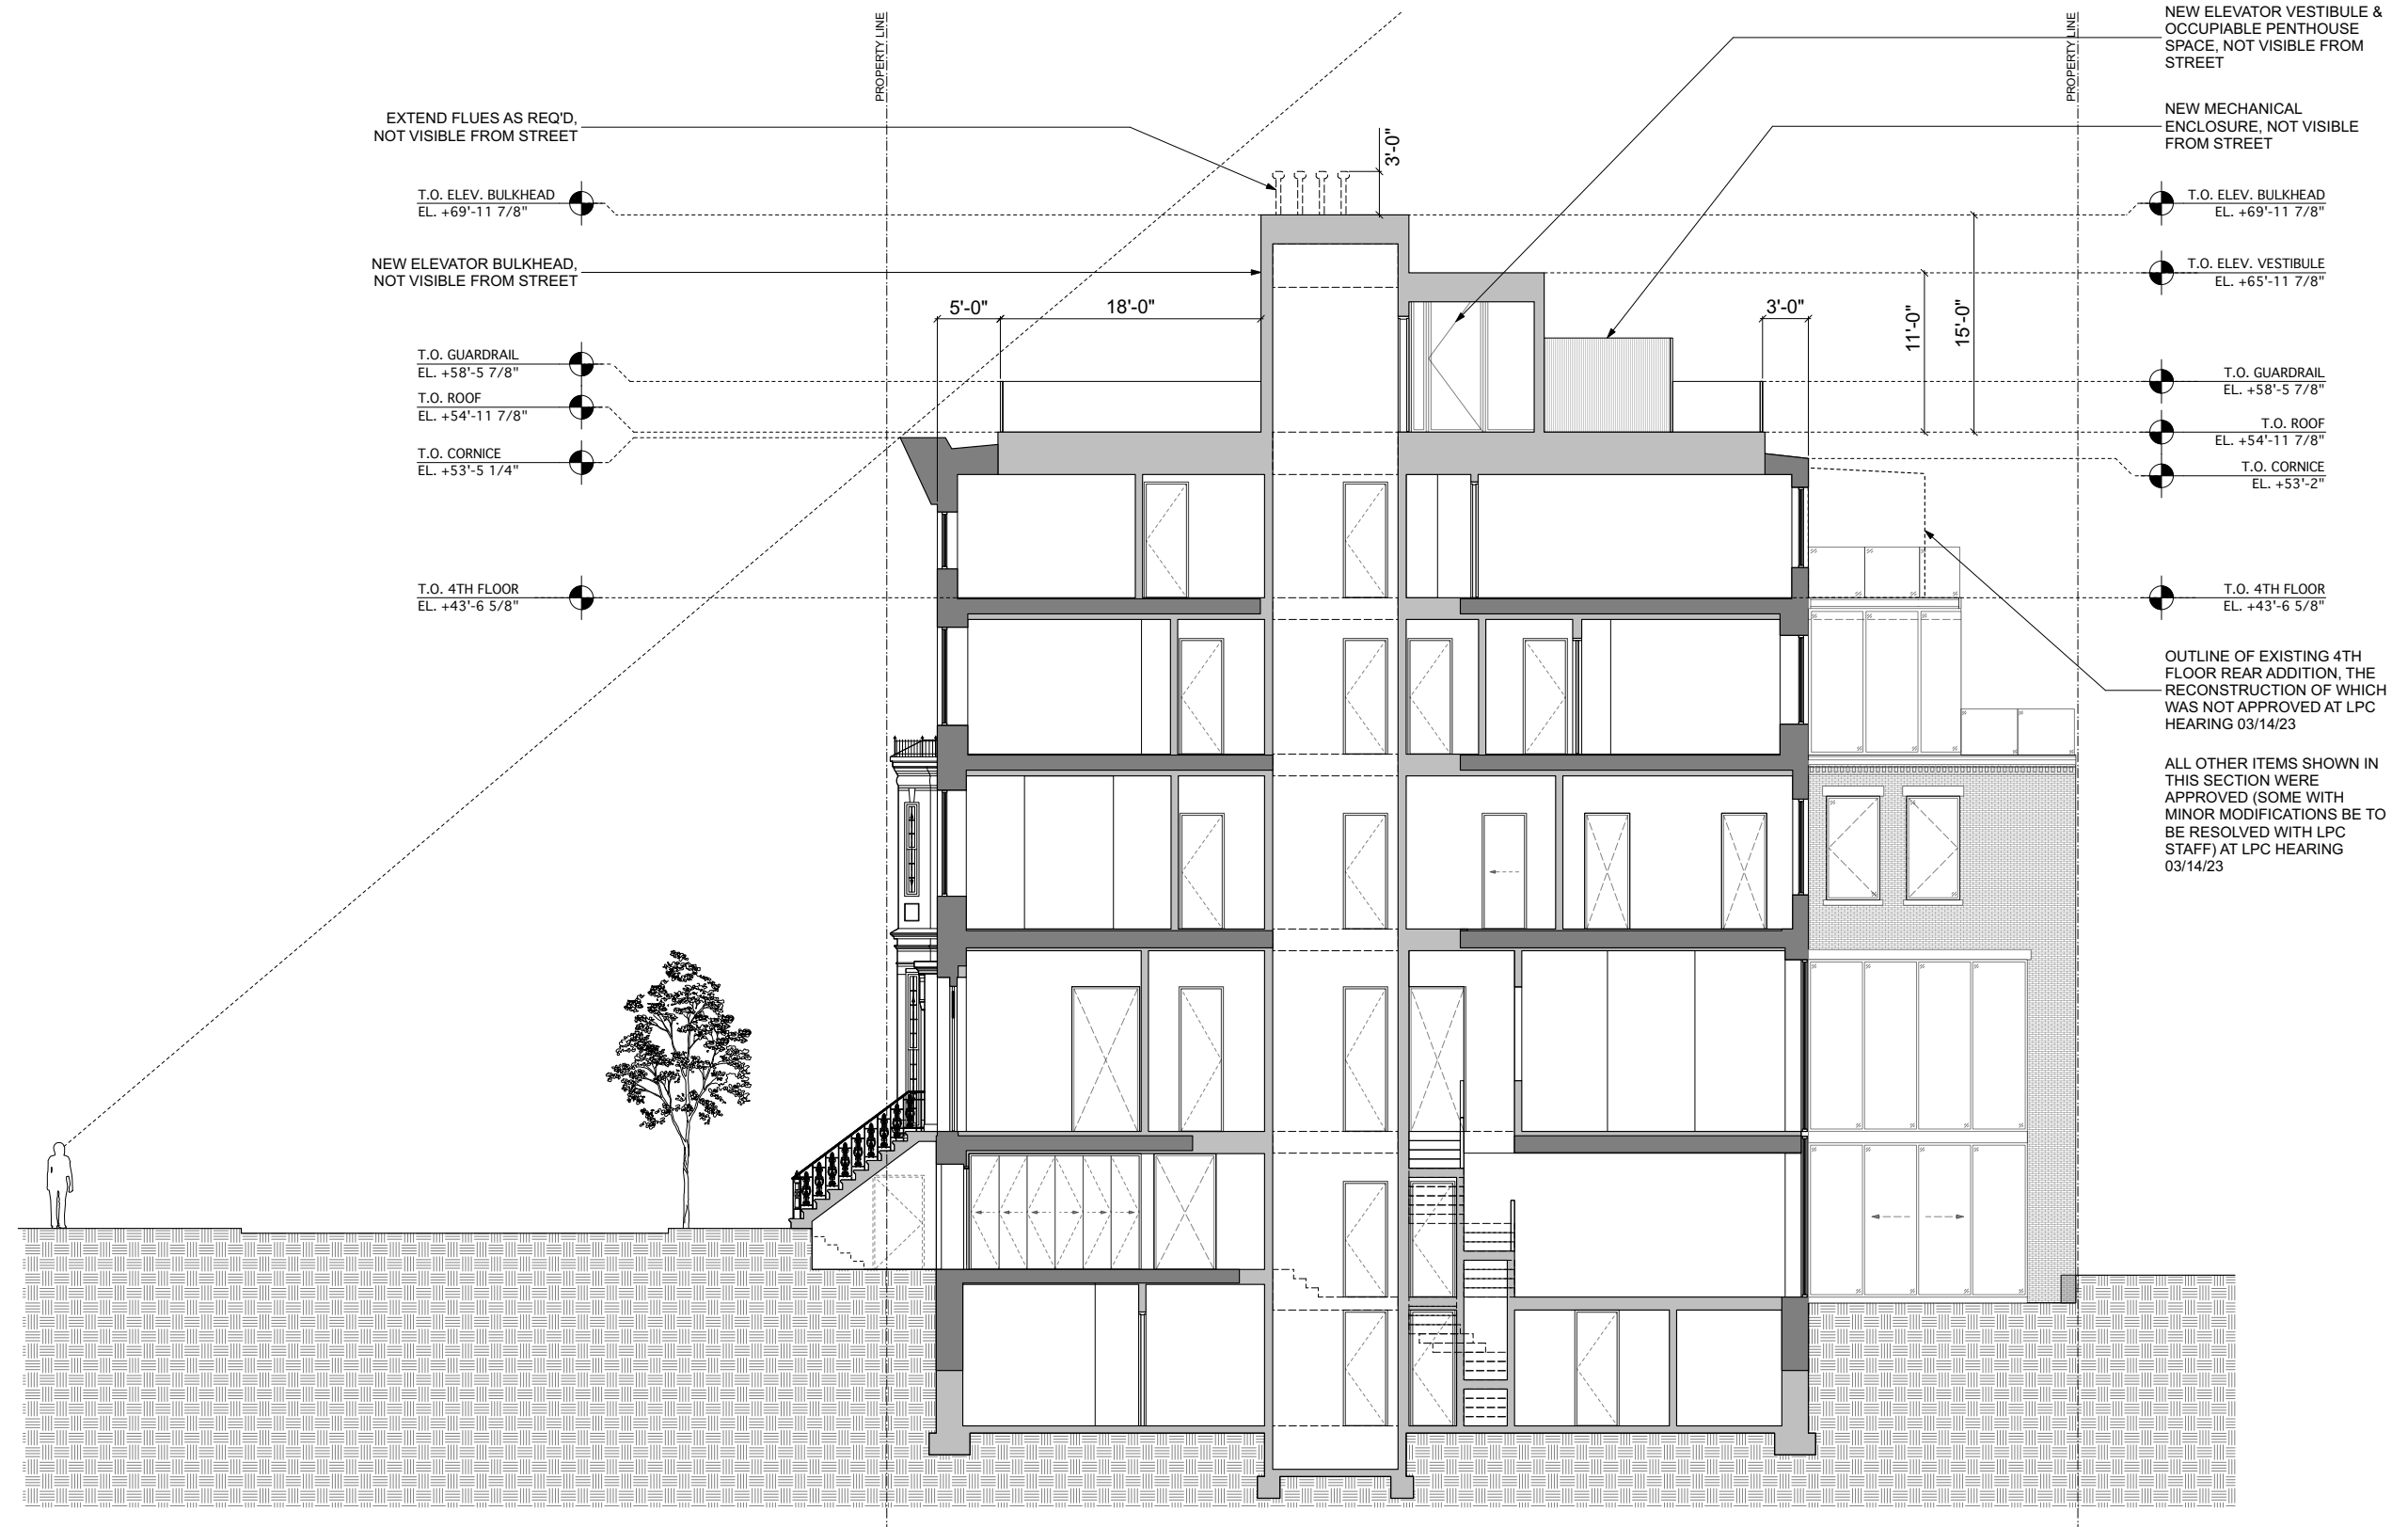 PROPERTY LINE
PROPERTY LINE
EXTEND FLUES AS REQ'D,
NOT VISIBLE FROM STREET
T.O. ELEV. BULKHEAD
EL. +69'-11 7/8"
NEW ELEVATOR BULKHEAD,
NOT VISIBLE FROM STREET
T.O. GUARDRAIL
EL. +58'-5 7/8"
T.O. ROOF
EL. +54'-11 7/8"
T.O. CORNICE
EL. +53'-5 1/4"
T.O. 4TH FLOOR
EL. +43'-6 5/8"
5'-0"
18'-0"
3'-0"
3'-0"
11'-0"
15'-0"
NEW ELEVATOR VESTIBULE &
OCCUPIABLE PENTHOUSE
SPACE, NOT VISIBLE FROM
STREET
NEW MECHANICAL
ENCLOSURE, NOT VISIBLE
FROM STREET
T.O. ELEV. BULKHEAD
EL. +69'-11 7/8"
T.O. ELEV. VESTIBULE
EL. +65'-11 7/8"
T.O. GUARDRAIL
EL. +58'-5 7/8"
T.O. ROOF
EL. +54'-11 7/8"
T.O. CORNICE
EL. +53'-2"
T.O. 4TH FLOOR
EL. +43'-6 5/8"
OUTLINE OF EXISTING 4TH
FLOOR REAR ADDITION, THE
RECONSTRUCTION OF WHICH
WAS NOT APPROVED AT LPC
HEARING 03/14/23
ALL OTHER ITEMS SHOWN IN
THIS SECTION WERE
APPROVED (SOME WITH
MINOR MODIFICATIONS BE TO
BE RESOLVED WITH LPC
STAFF) AT LPC HEARING
03/14/23